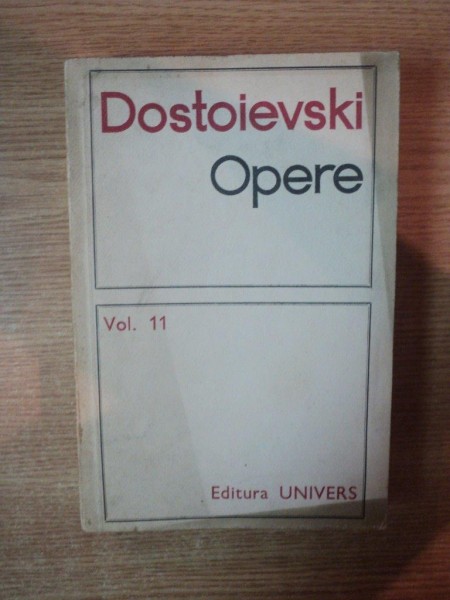 Dostoievski
Opere
Vol. 11
Editura UNIVERS